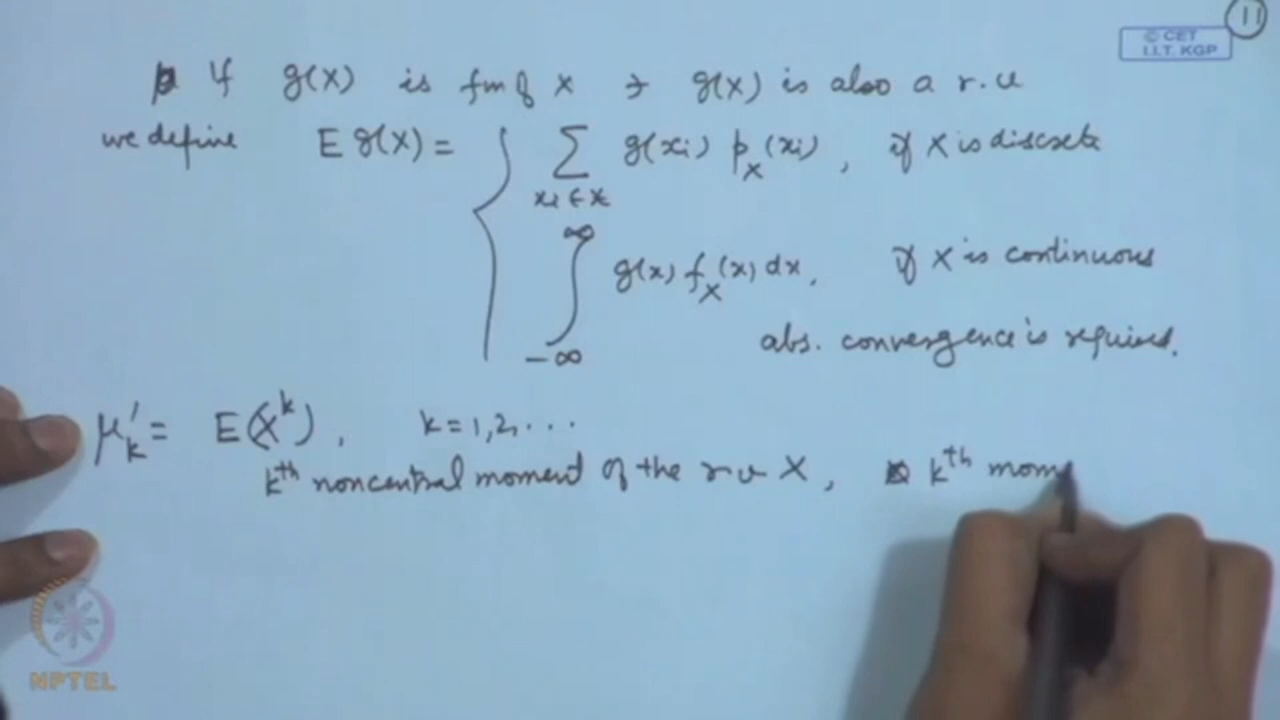 11
© CET
I.I.T. KGP
If g(X) is fn of X ∋ g(X) is also a r.v
we define E g(X) = { ∑ g(xi) p_X(xi), if X is discrete
xi ∈ X
∫_{-∞}^{∞} g(x) f_X(x) dx, if X is continuous
abs. convergence is required.
μ'_k = E(X^k), k = 1, 2, ...
k^th noncentral moment of the r v X, k^th mom
NPTEL